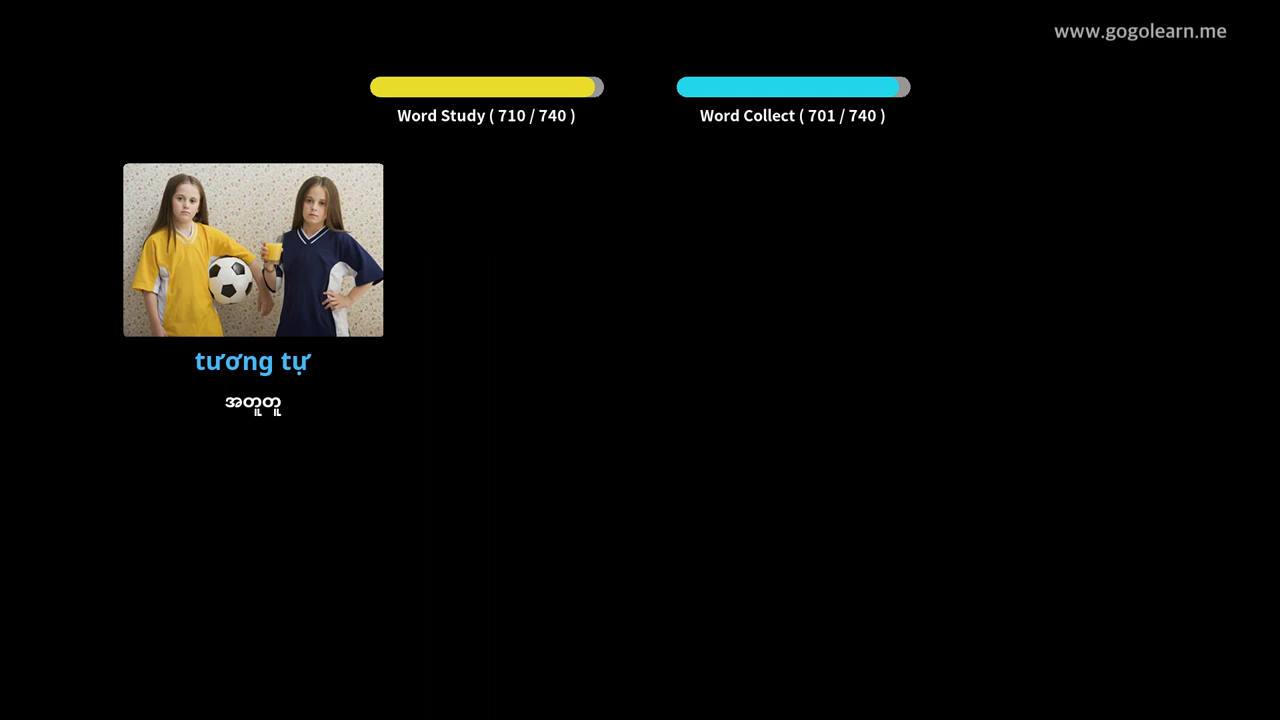 www.gogolearn.me
Word Study ( 710 / 740 )
Word Collect ( 701 / 740 )
tương tự
အတူတူ